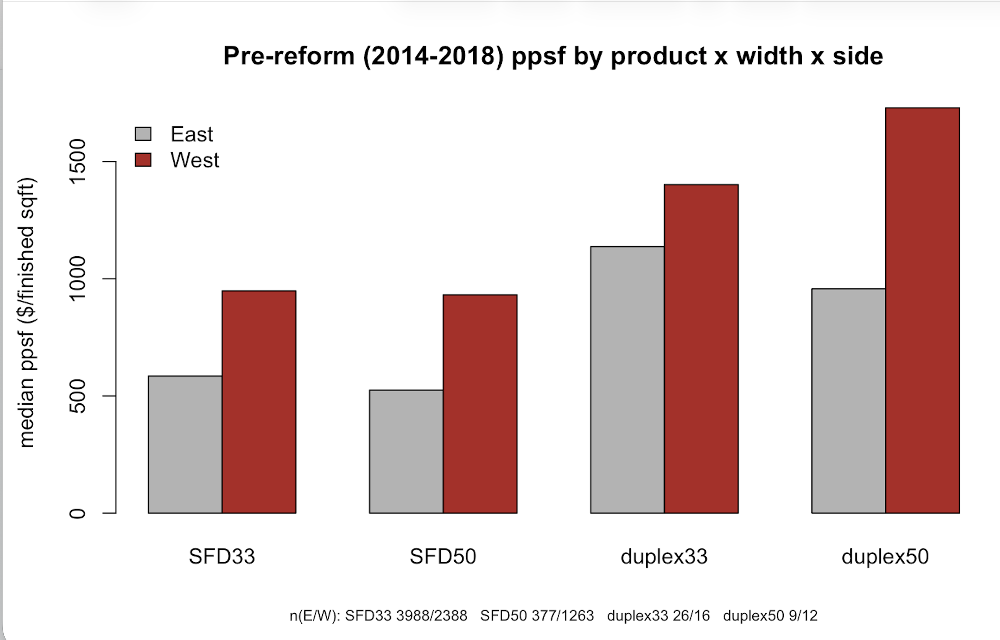 Pre-reform (2014-2018) ppsf by product x width x side
East
West
median ppsf ($/finished sqft)
1500
1000
500
0
SFD33 SFD50 duplex33 duplex50
n(E/W): SFD33 3988/2388 SFD50 377/1263 duplex33 26/16 duplex50 9/12